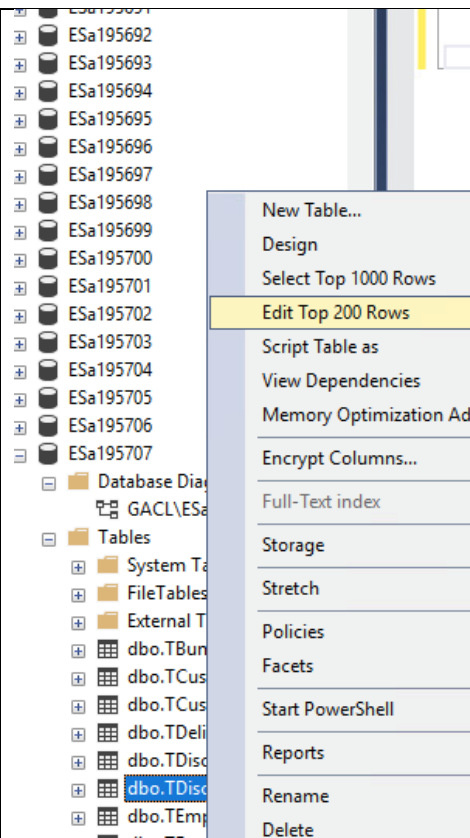 ESa195691
ESa195692
ESa195693
ESa195694
ESa195695
ESa195696
ESa195697
ESa195698
ESa195699
ESa195700
ESa195701
ESa195702
ESa195703
ESa195704
ESa195705
ESa195706
ESa195707
Database Dia
GACL\ESa
Tables
System Ta
FileTables
External T
dbo.TBun
dbo.TCus
dbo.TCus
dbo.TDeli
dbo.TDisc
dbo.TDisc
dbo.TEmp
New Table...
Design
Select Top 1000 Rows
Edit Top 200 Rows
Script Table as
View Dependencies
Memory Optimization Ad
Encrypt Columns...
Full-Text index
Storage
Stretch
Policies
Facets
Start PowerShell
Reports
Rename
Delete